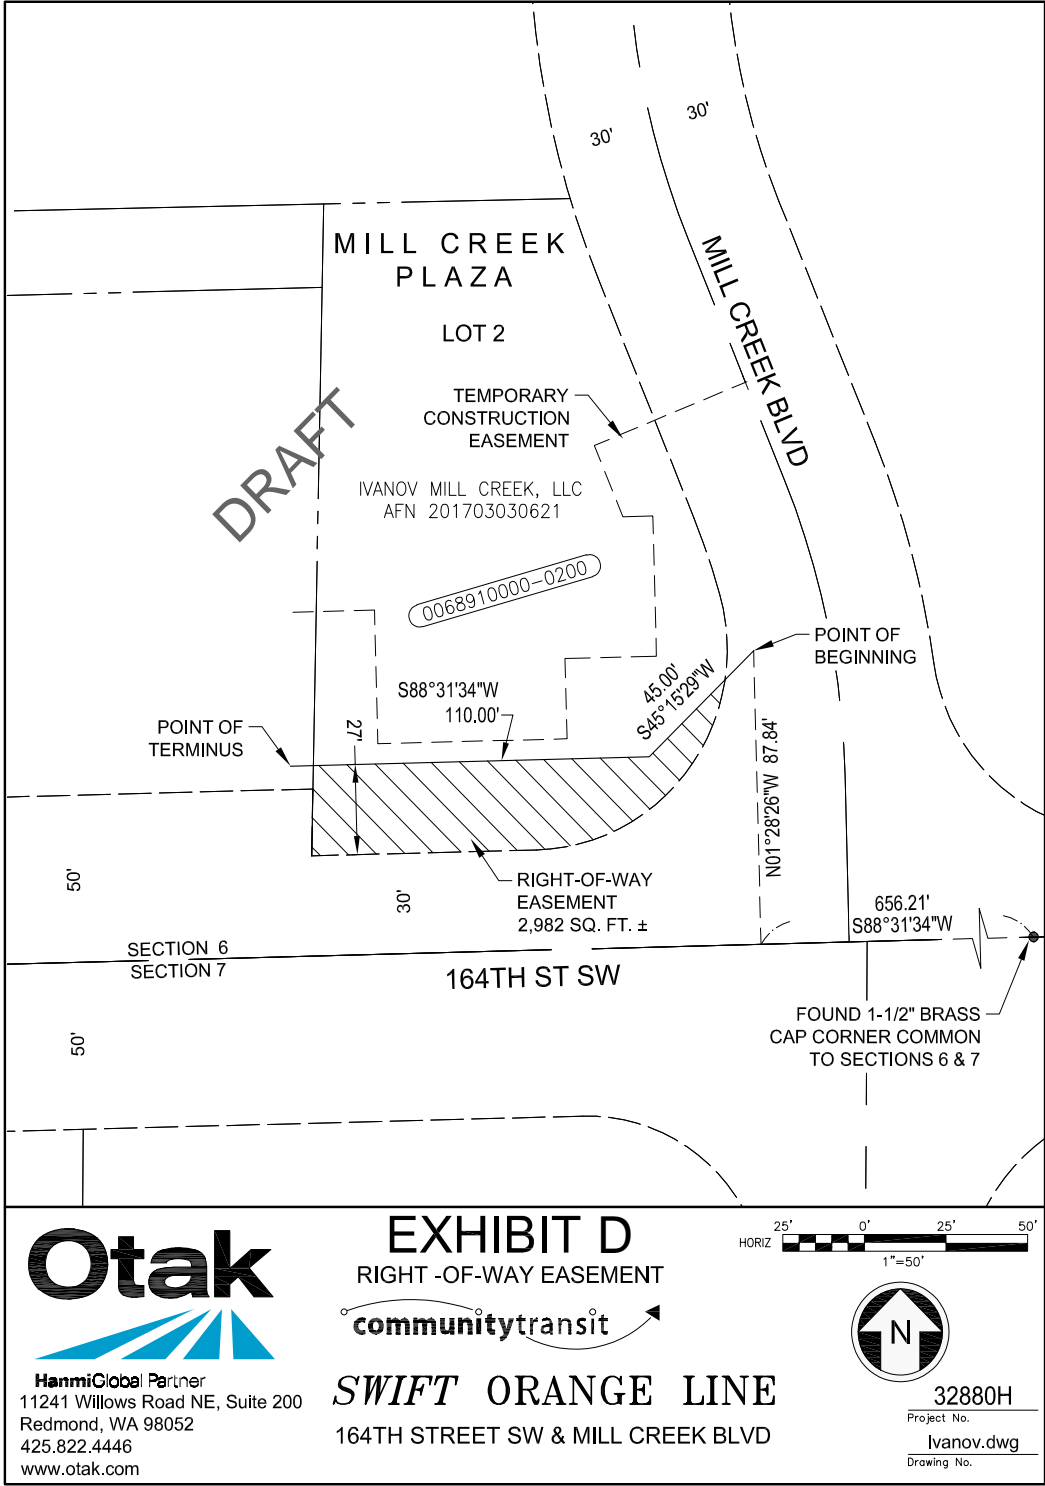 30'
30'
MILL CREEK
PLAZA
LOT 2
MILL CREEK BLVD
TEMPORARY
CONSTRUCTION
EASEMENT
DRAFT
IVANOV MILL CREEK, LLC
AFN 201703030621
0068910000-0200
POINT OF
BEGINNING
S88°31'34"W
110.00'
45.00'
S45°15'29"W
POINT OF
TERMINUS
27'
N01°28'26"W 87.84'
50'
30'
RIGHT-OF-WAY
EASEMENT
2,982 SQ. FT. ±
656.21'
S88°31'34"W
SECTION 6
SECTION 7
164TH ST SW
50'
FOUND 1-1/2" BRASS
CAP CORNER COMMON
TO SECTIONS 6 & 7
Otak
HanmiGlobal Partner
11241 Willows Road NE, Suite 200
Redmond, WA 98052
425.822.4446
www.otak.com
EXHIBIT D
RIGHT -OF-WAY EASEMENT
communitytransit
SWIFT ORANGE LINE
164TH STREET SW & MILL CREEK BLVD
25' 0' 25' 50'
HORIZ
1"=50'
N
32880H
Project No.
Ivanov.dwg
Drawing No.